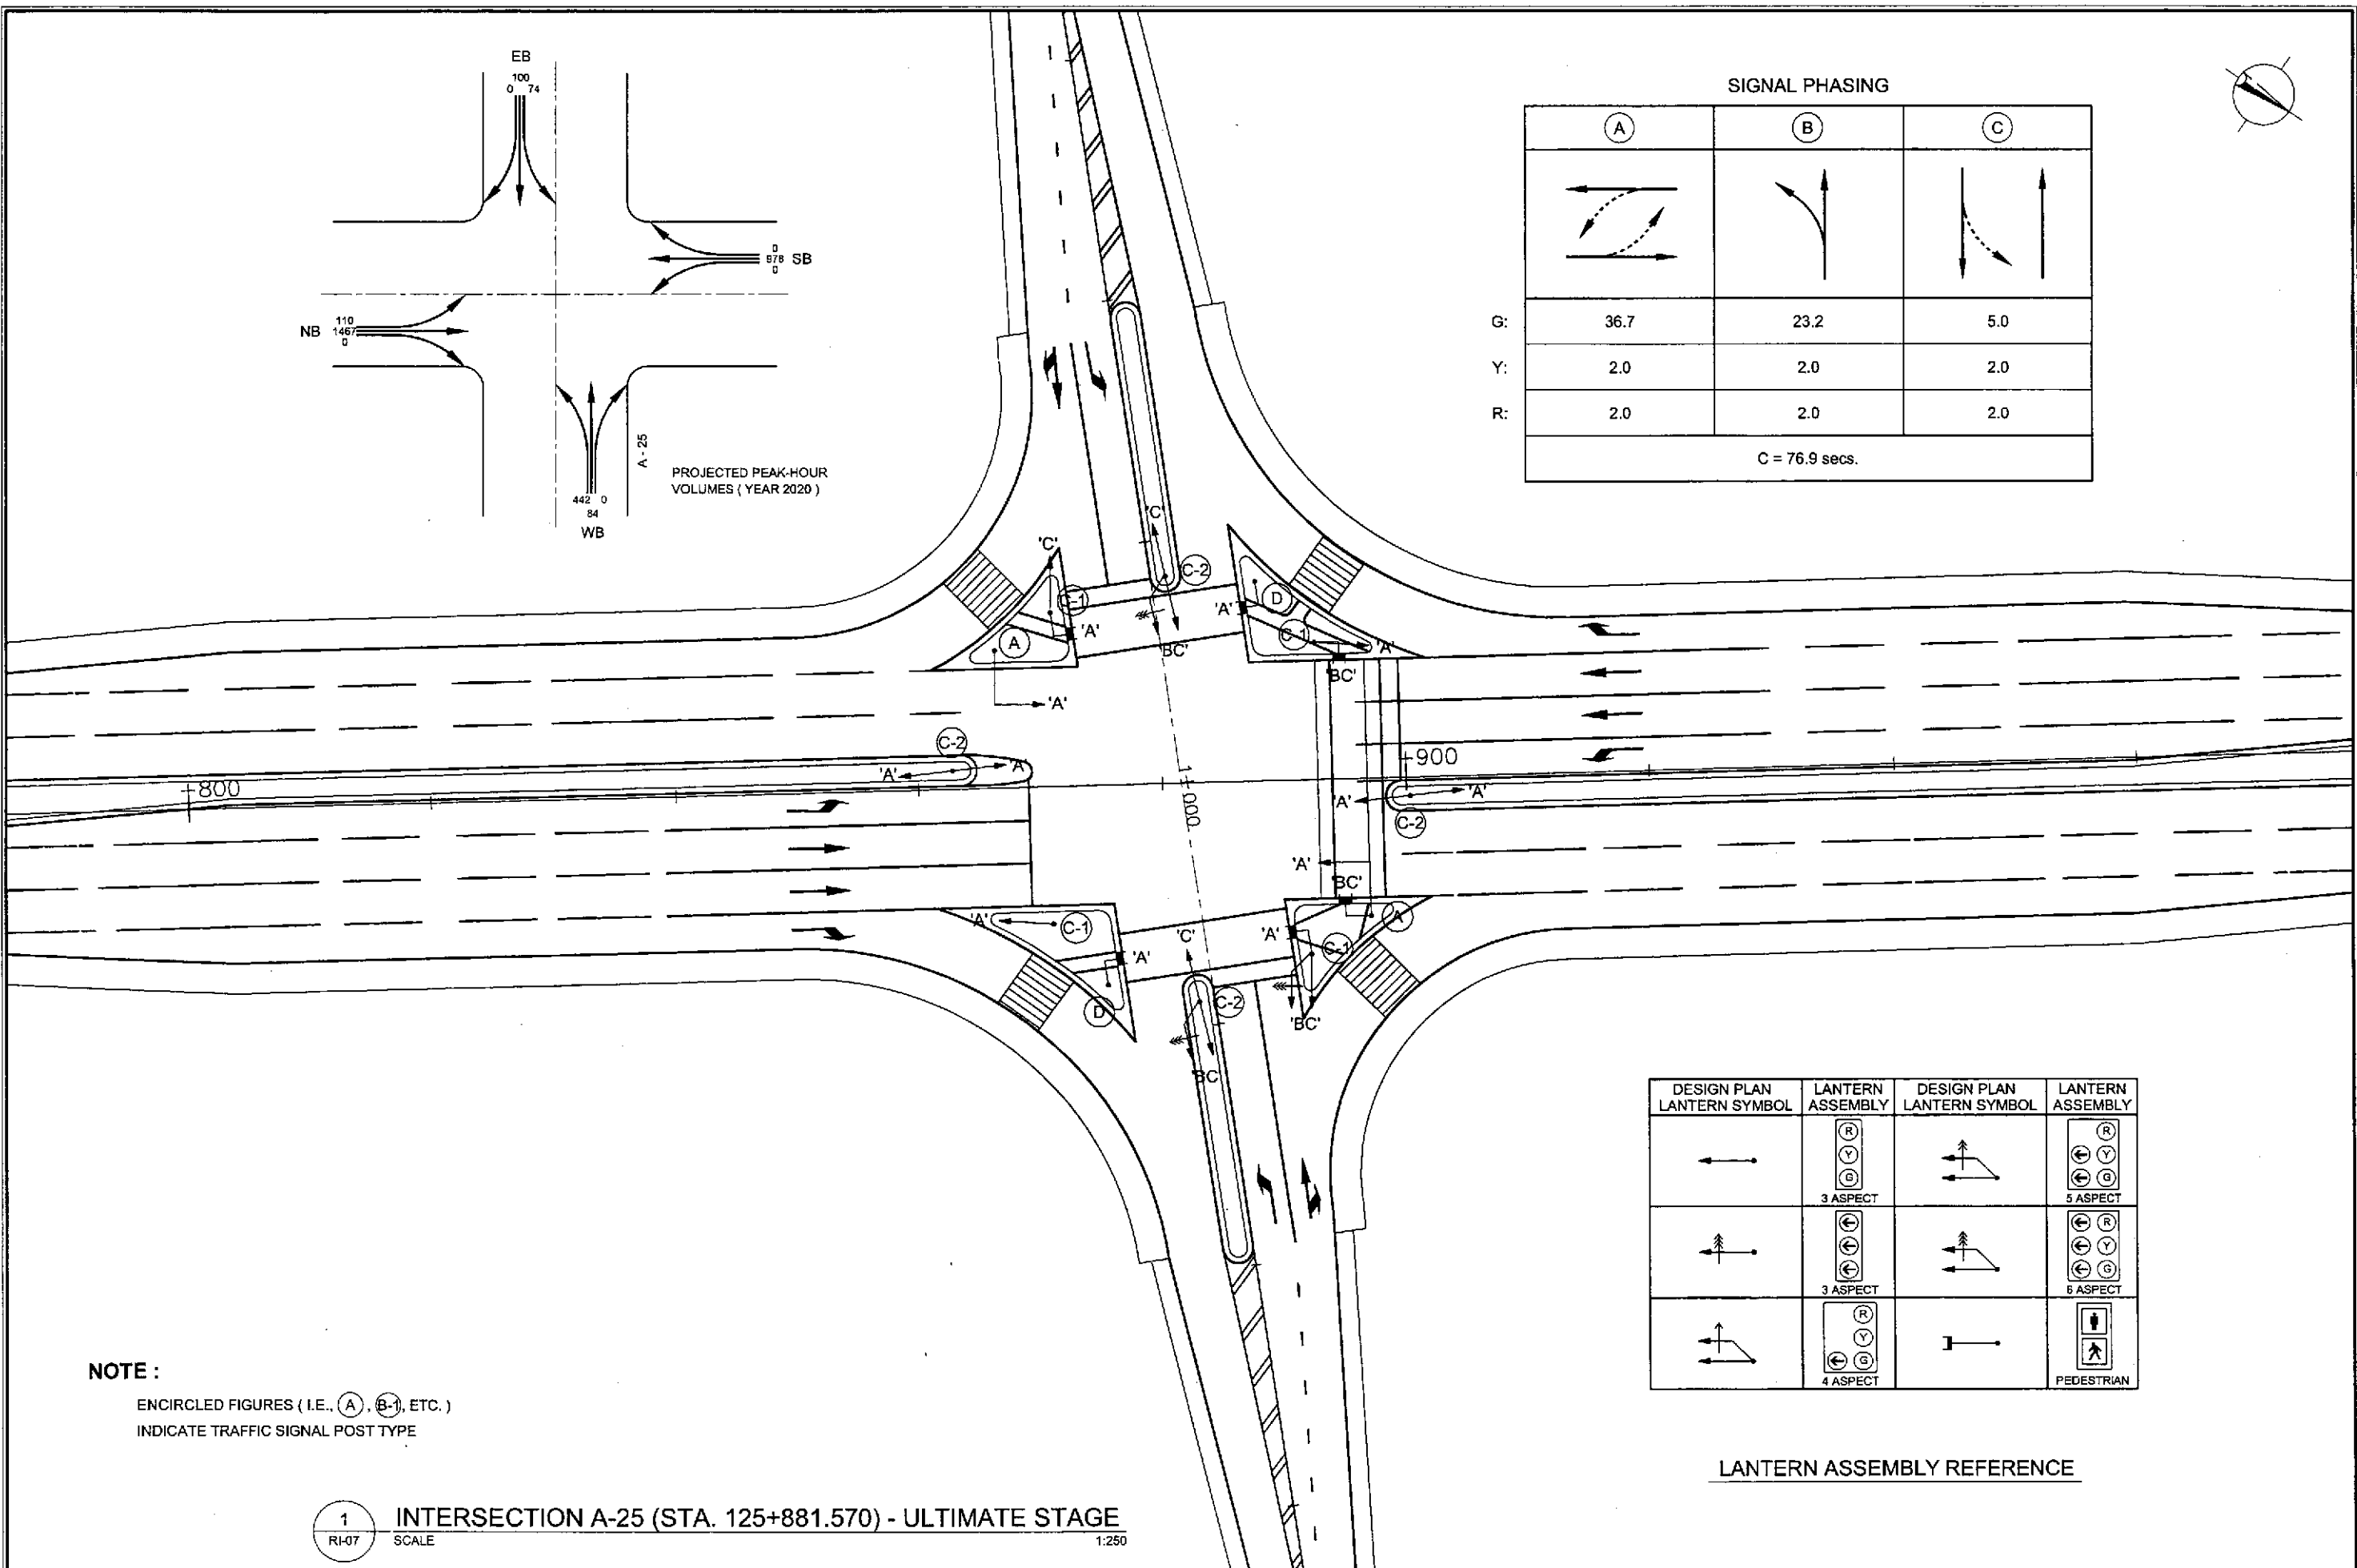 EB
100
0 74
0
978 SB
0
110
NB 1467
0
A - 25
442 0
84
WB
PROJECTED PEAK-HOUR
VOLUMES ( YEAR 2020 )
SIGNAL PHASING
A B C
G: 36.7 23.2 5.0
Y: 2.0 2.0 2.0
R: 2.0 2.0 2.0
C = 76.9 secs.
'C'
'C'
C-2
C-1
'A'
A
'BC'
'A'
D
C-1
'A'
'BC'
'A'
C-2
'A'
'A'
800
1000
900
'A'
'A'
C-2
'A'
'BC'
A
'A'
C-1
'A'
D
'C'
'A'
C-1
C-2
'BC'
'BC'
DESIGN PLAN
LANTERN SYMBOL
LANTERN
ASSEMBLY
DESIGN PLAN
LANTERN SYMBOL
LANTERN
ASSEMBLY
R
Y
G
3 ASPECT
R
Y
G
5 ASPECT
3 ASPECT
R
Y
G
6 ASPECT
R
Y
G
4 ASPECT
PEDESTRIAN
LANTERN ASSEMBLY REFERENCE
NOTE :
ENCIRCLED FIGURES ( I.E., A , B-1, ETC. )
INDICATE TRAFFIC SIGNAL POST TYPE
1
RI-07
INTERSECTION A-25 (STA. 125+881.570) - ULTIMATE STAGE
SCALE 1:250